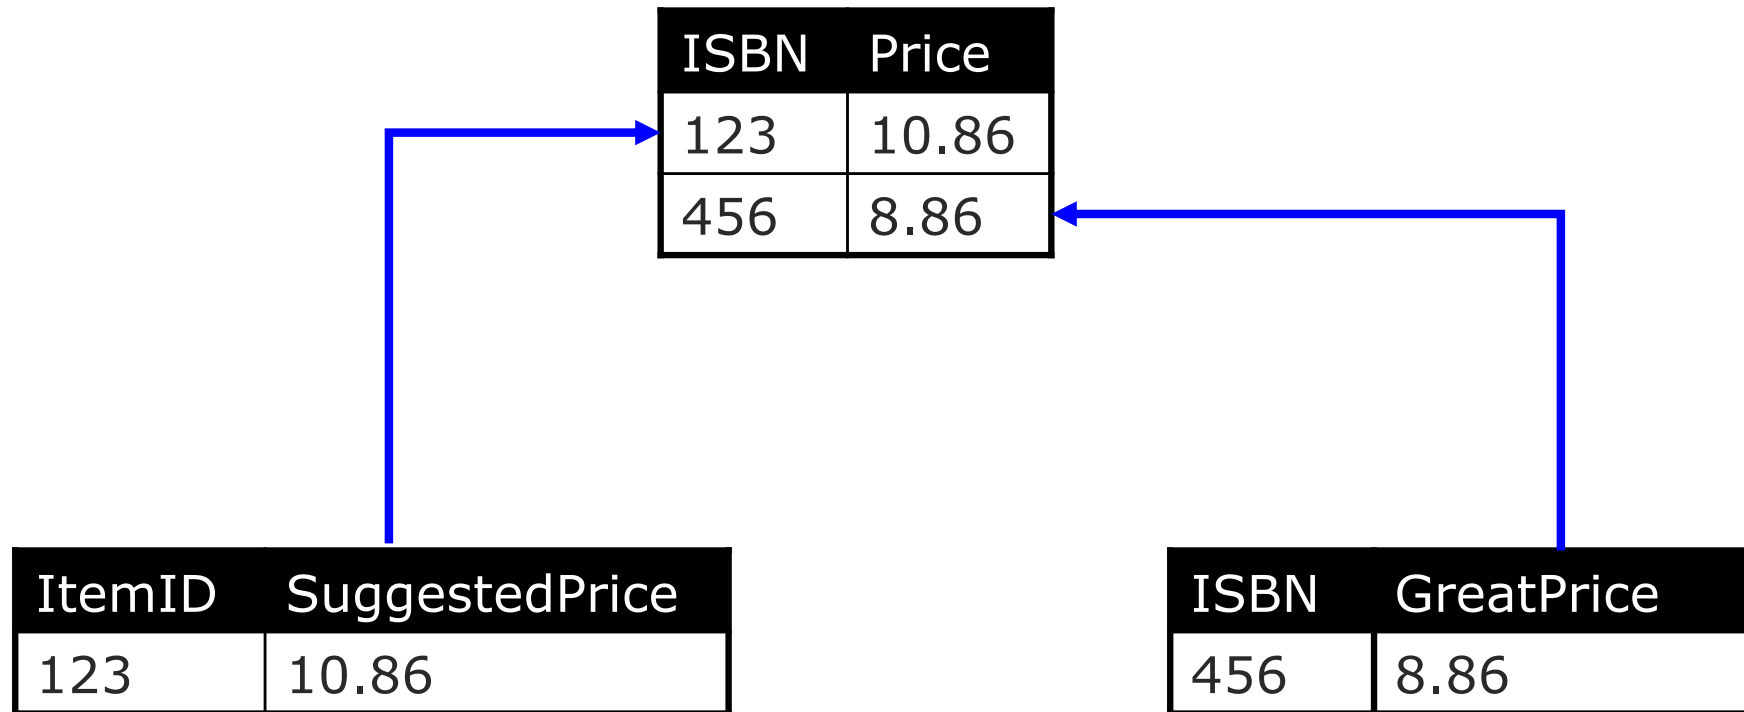 ISBN Price
123 10.86
456 8.86
ItemID SuggestedPrice
123 10.86
ISBN GreatPrice
456 8.86